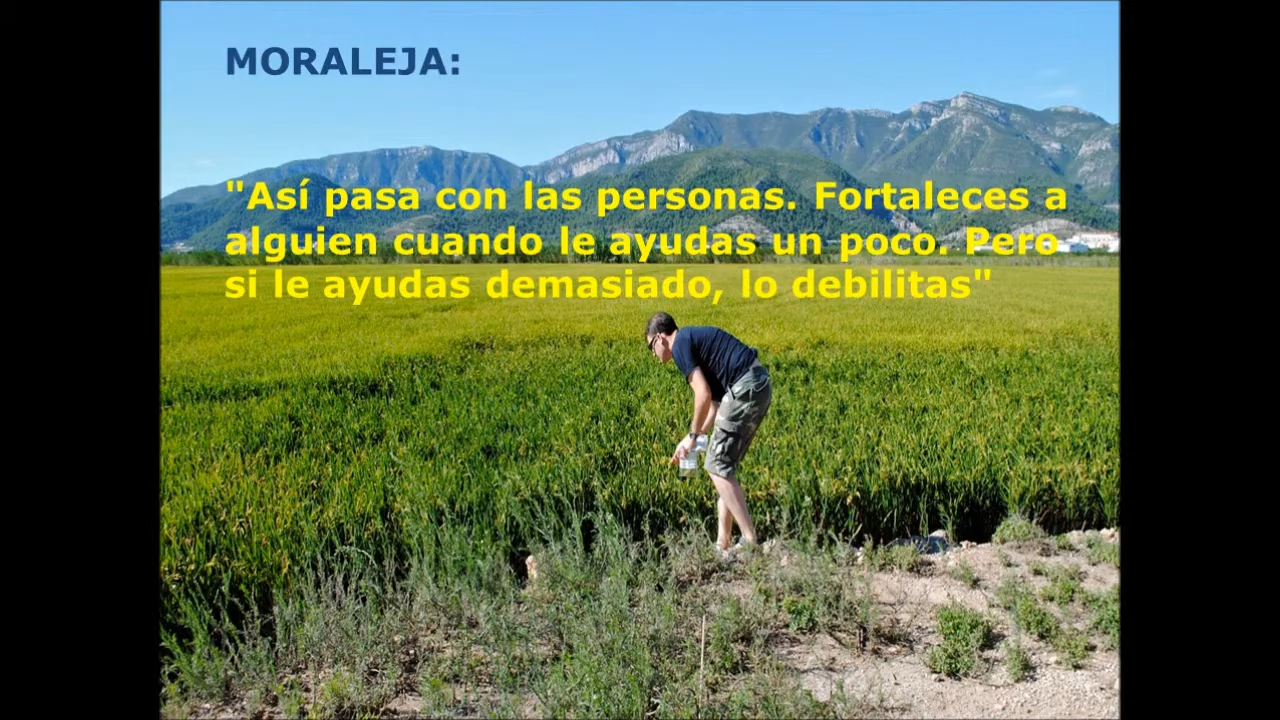 MORALEJA:
"Así pasa con las personas. Fortaleces a
alguien cuando le ayudas un poco. Pero
si le ayudas demasiado, lo debilitas"